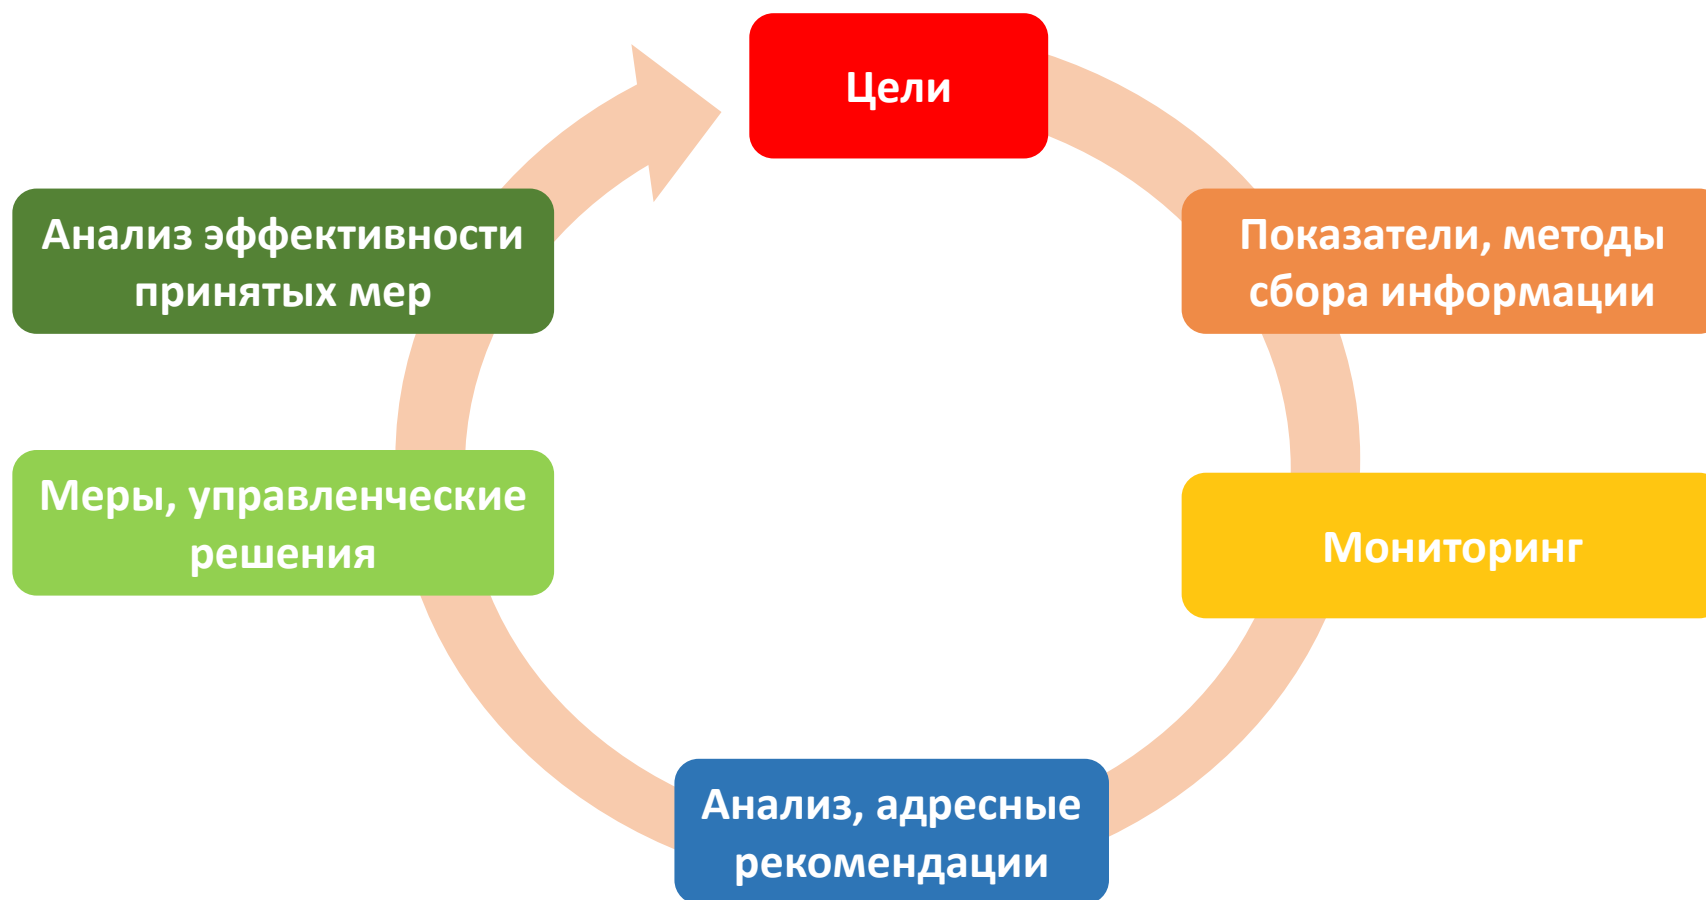 Цели
Показатели, методы
сбора информации
Мониторинг
Анализ, адресные
рекомендации
Меры, управленческие
решения
Анализ эффективности
принятых мер